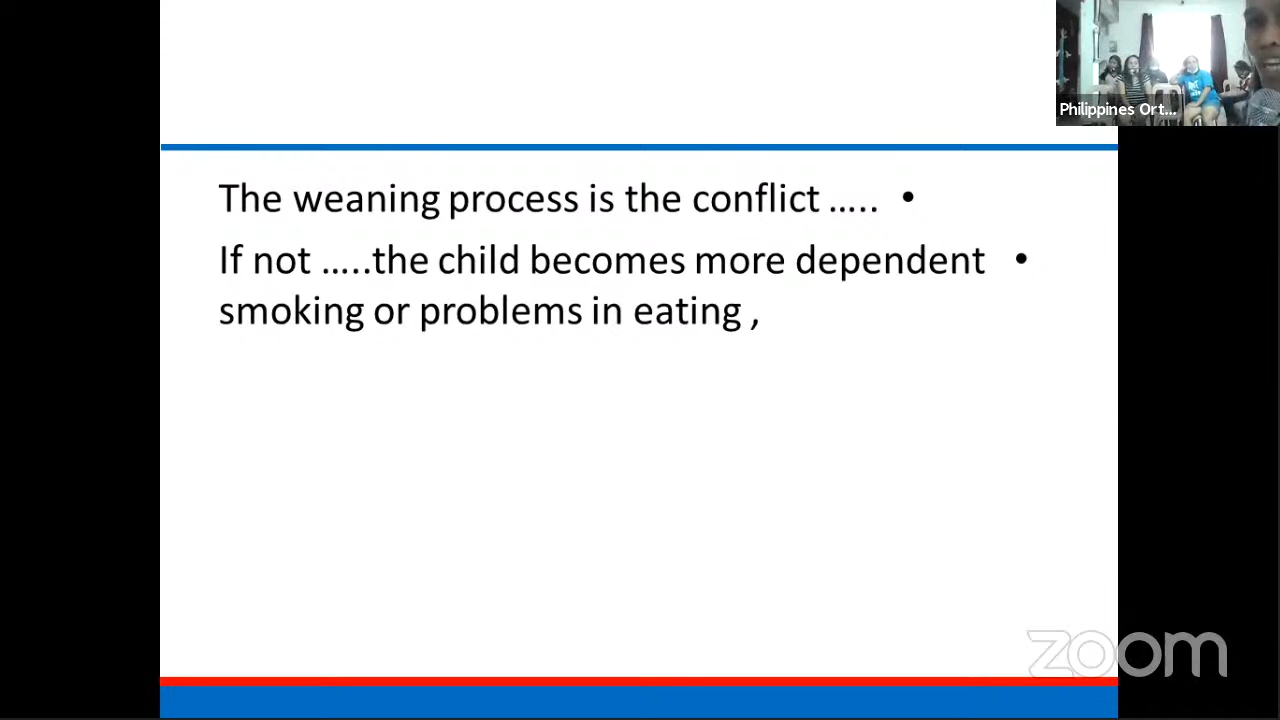 Philippines Ort...
The weaning process is the conflict ….. •
If not …..the child becomes more dependent •
smoking or problems in eating ,
zoom